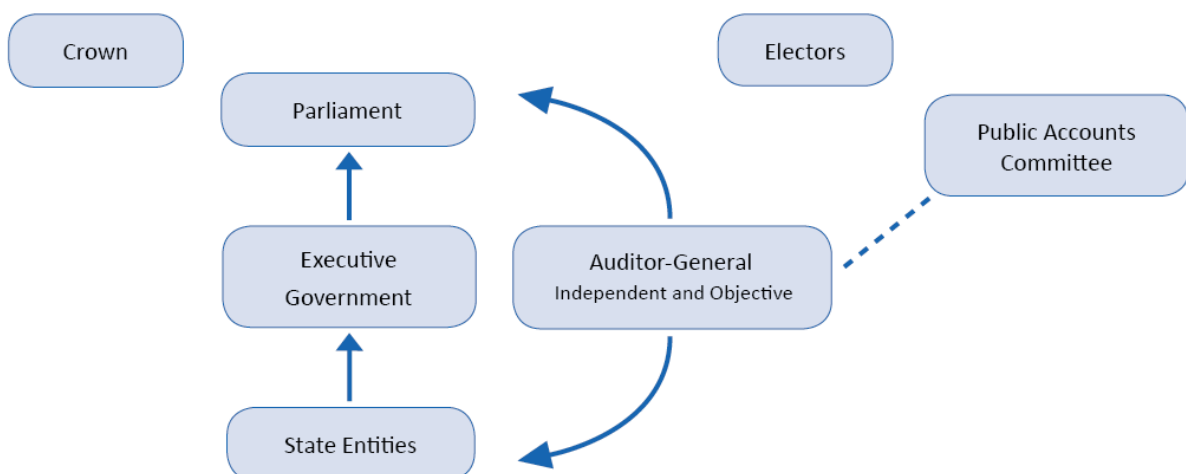 Crown
Electors
Parliament
Public Accounts
Committee
Executive
Government
Auditor-General
Independent and Objective
State Entities